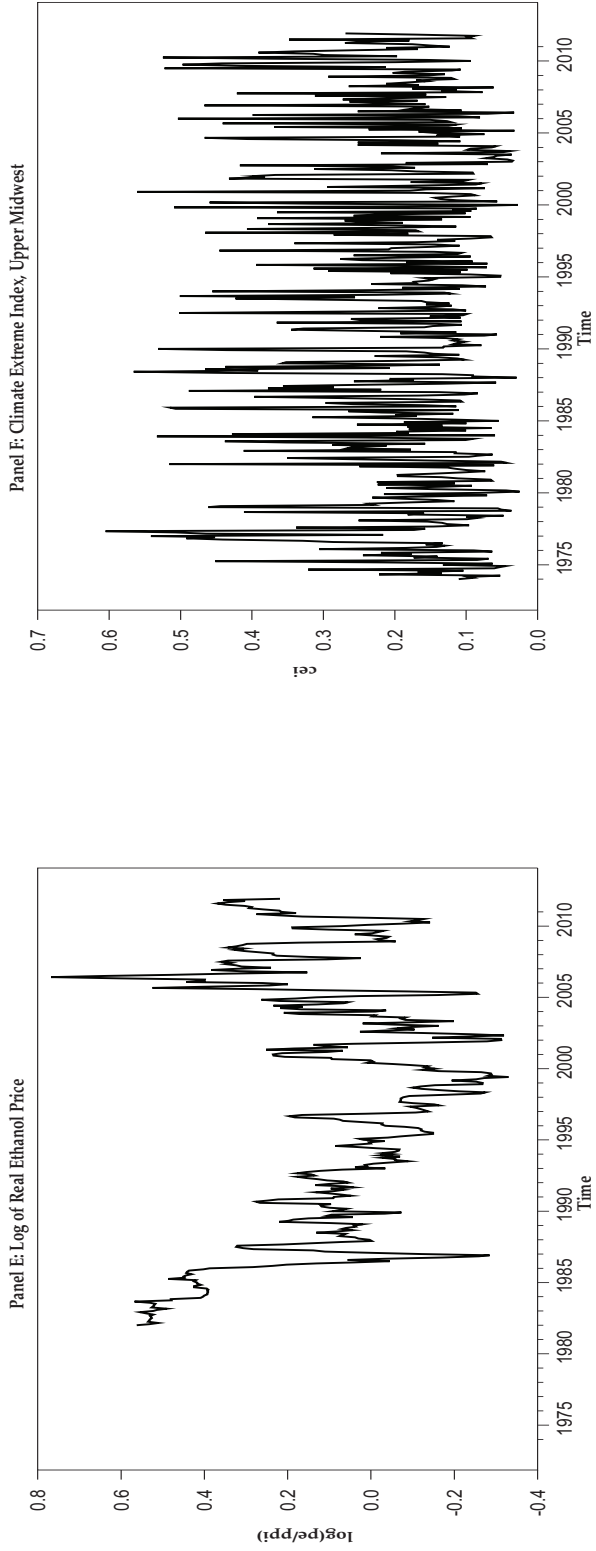 Panel E: Log of Real Ethanol Price
log(pe/ppi)
0.8
0.6
0.4
0.2
0.0
-0.2
-0.4
1975 1980 1985 1990 1995 2000 2005 2010
Time
Panel F: Climate Extreme Index, Upper Midwest
cei
0.7
0.6
0.5
0.4
0.3
0.2
0.1
0.0
1975 1980 1985 1990 1995 2000 2005 2010
Time